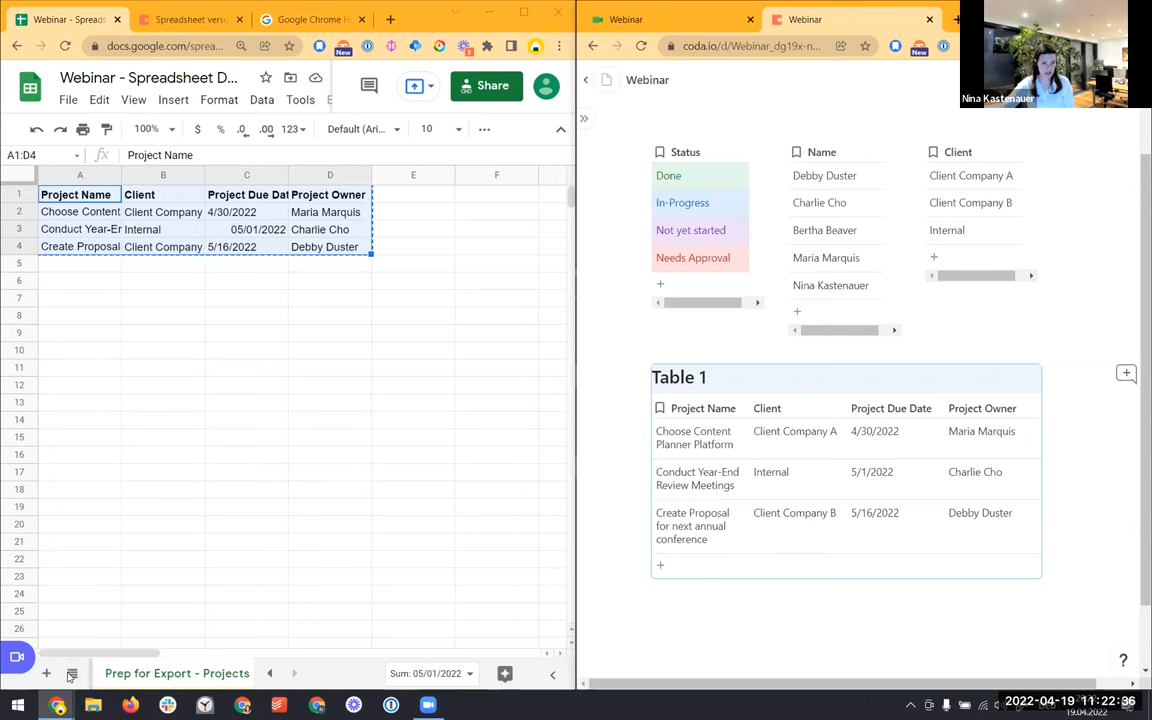 Webinar - Spreads
Spreadsheet versu
Google Chrome H
docs.google.com/sprea...
New
Webinar - Spreadsheet D...
File Edit View Insert Format Data Tools
Share
100% $ % .0 .00 123 Default (Ari... 10
A1:D4 fx Project Name
A B C D E F
1 Project Name Client Project Due Dat Project Owner
2 Choose Content Client Company 4/30/2022 Maria Marquis
3 Conduct Year-Er Internal 05/01/2022 Charlie Cho
4 Create Proposal Client Company 5/16/2022 Debby Duster
5
6
7
8
9
10
11
12
13
14
15
16
17
18
19
20
21
22
23
24
25
26
Prep for Export - Projects
Sum: 05/01/2022
Webinar
Webinar
coda.io/d/Webinar_dg19x-n...
New
Nina Kastenauer
Webinar
Status
Done
In-Progress
Not yet started
Needs Approval
Name
Debby Duster
Charlie Cho
Bertha Beaver
Maria Marquis
Nina Kastenauer
Client
Client Company A
Client Company B
Internal
Table 1
Project Name Client Project Due Date Project Owner
Choose Content Client Company A 4/30/2022 Maria Marquis
Planner Platform
Conduct Year-End Internal 5/1/2022 Charlie Cho
Review Meetings
Create Proposal Client Company B 5/16/2022 Debby Duster
for next annual
conference
?
2022-04-19 11:22:36
19.04.2022